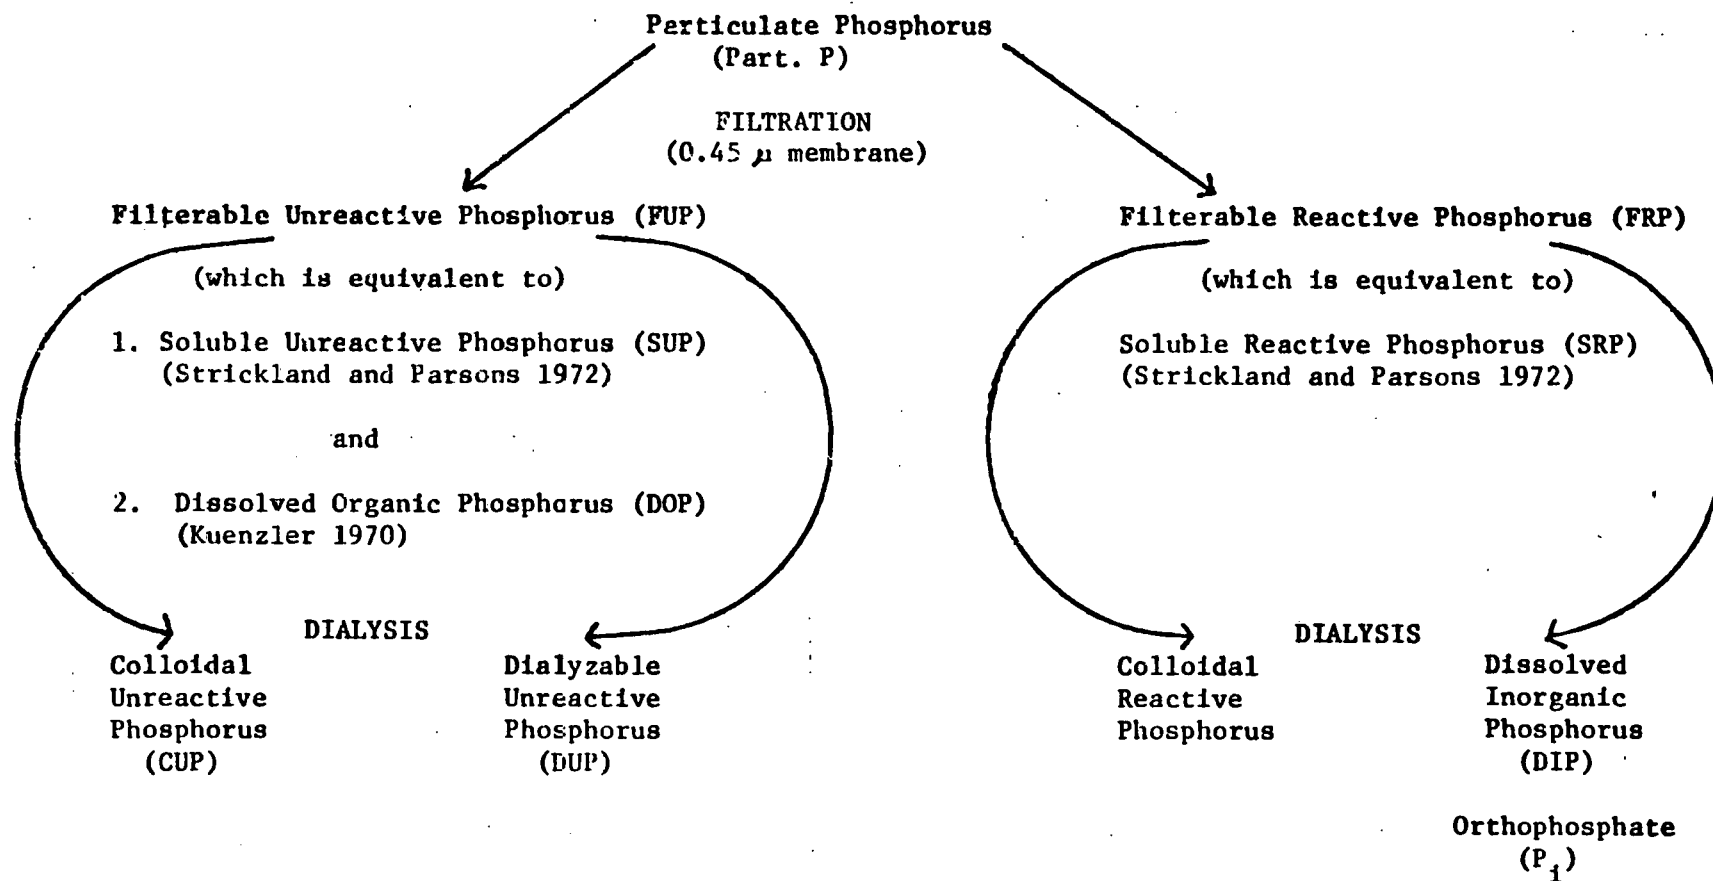 Particulate Phosphorus
(Part. P)
FILTRATION
(0.45 µ membrane)
Filterable Unreactive Phosphorus (FUP)
(which is equivalent to)
1. Soluble Unreactive Phosphorus (SUP)
(Strickland and Parsons 1972)
and
2. Dissolved Organic Phosphorus (DOP)
(Kuenzler 1970)
DIALYSIS
Colloidal
Unreactive
Phosphorus
(CUP)
Dialyzable
Unreactive
Phosphorus
(DUP)
Filterable Reactive Phosphorus (FRP)
(which is equivalent to)
Soluble Reactive Phosphorus (SRP)
(Strickland and Parsons 1972)
DIALYSIS
Colloidal
Reactive
Phosphorus
Dissolved
Inorganic
Phosphorus
(DIP)
Orthophosphate
(Pi)